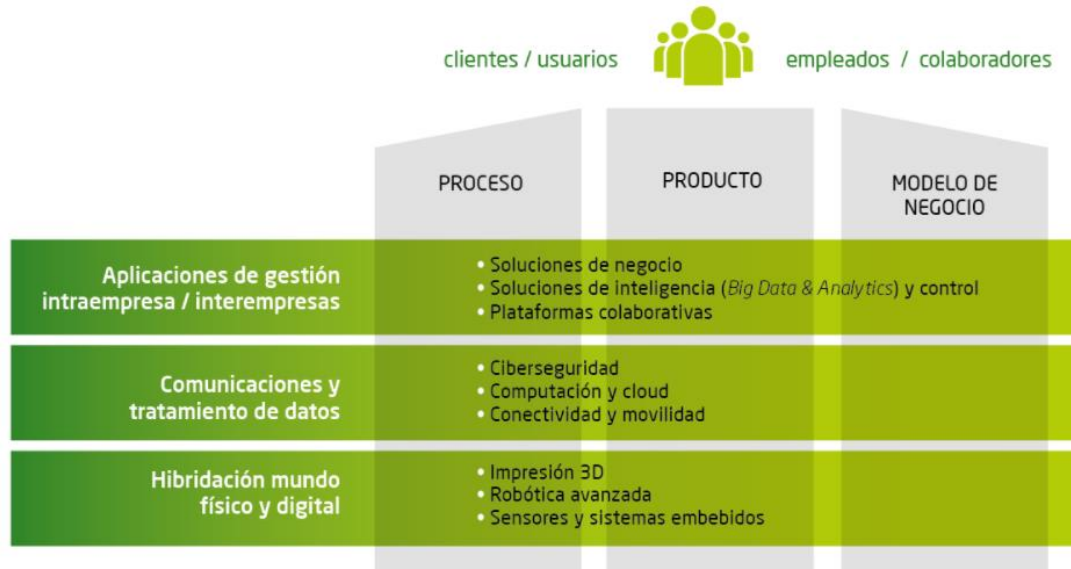 clientes / usuarios
empleados / colaboradores
PROCESO
PRODUCTO
MODELO DE
NEGOCIO
Aplicaciones de gestión
intraempresa / interempresas
• Soluciones de negocio
• Soluciones de inteligencia (Big Data & Analytics) y control
• Plataformas colaborativas
Comunicaciones y
tratamiento de datos
• Ciberseguridad
• Computación y cloud
• Conectividad y movilidad
Hibridación mundo
físico y digital
• Impresión 3D
• Robótica avanzada
• Sensores y sistemas embebidos